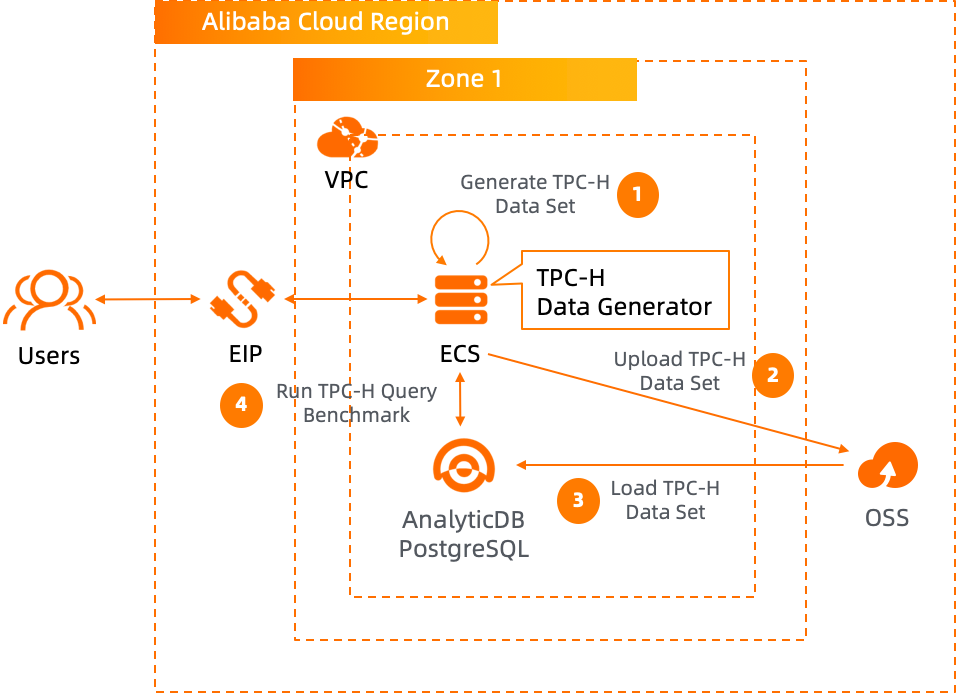 Alibaba Cloud Region
Zone 1
VPC
Generate TPC-H
Data Set
1
TPC-H
Data Generator
Users
EIP
ECS
Upload TPC-H
Data Set
2
4
Run TPC-H Query
Benchmark
3
Load TPC-H
Data Set
OSS
AnalyticDB
PostgreSQL